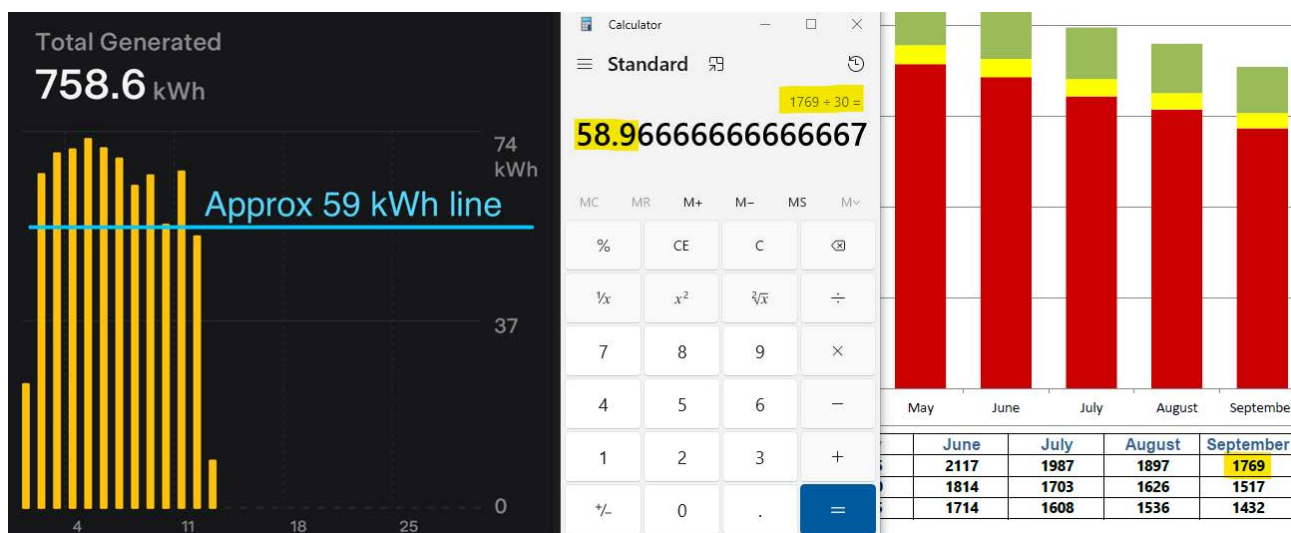 Total Generated
758.6 kWh
74
kWh
Approx 59 kWh line
37
0
4 11 18 25
Calculator
Standard
1769 ÷ 30 =
58.966666666666667
MC MR M+ M− MS M˅
% CE C
¹/x x² ²√x ÷
7 8 9 ×
4 5 6 −
1 2 3 +
+/− 0 . =
May June July August Septembe
June July August September
2117 1987 1897 1769
1814 1703 1626 1517
1714 1608 1536 1432